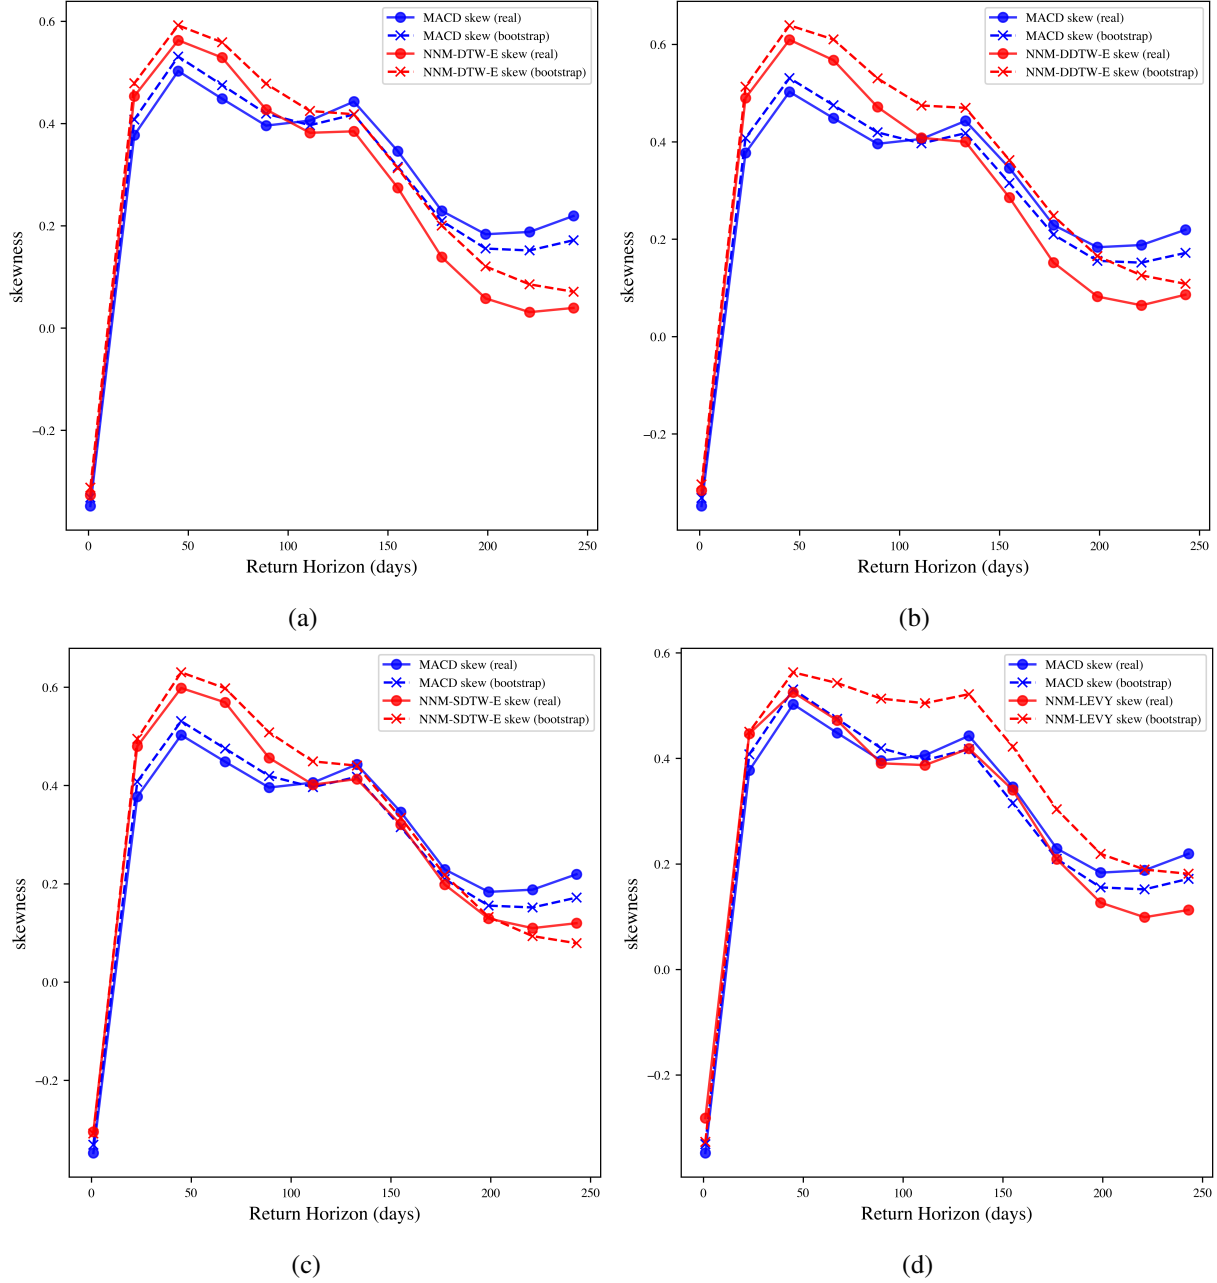 0.6
0.4
0.2
0.0
−0.2
skewness
MACD skew (real)
MACD skew (bootstrap)
NNM-DTW-E skew (real)
NNM-DTW-E skew (bootstrap)
0 50 100 150 200 250
Return Horizon (days)
(a)
0.6
0.4
0.2
0.0
−0.2
skewness
MACD skew (real)
MACD skew (bootstrap)
NNM-DDTW-E skew (real)
NNM-DDTW-E skew (bootstrap)
0 50 100 150 200 250
Return Horizon (days)
(b)
0.6
0.4
0.2
0.0
−0.2
skewness
MACD skew (real)
MACD skew (bootstrap)
NNM-SDTW-E skew (real)
NNM-SDTW-E skew (bootstrap)
0 50 100 150 200 250
Return Horizon (days)
(c)
0.6
0.4
0.2
0.0
−0.2
skewness
MACD skew (real)
MACD skew (bootstrap)
NNM-LEVY skew (real)
NNM-LEVY skew (bootstrap)
0 50 100 150 200 250
Return Horizon (days)
(d)